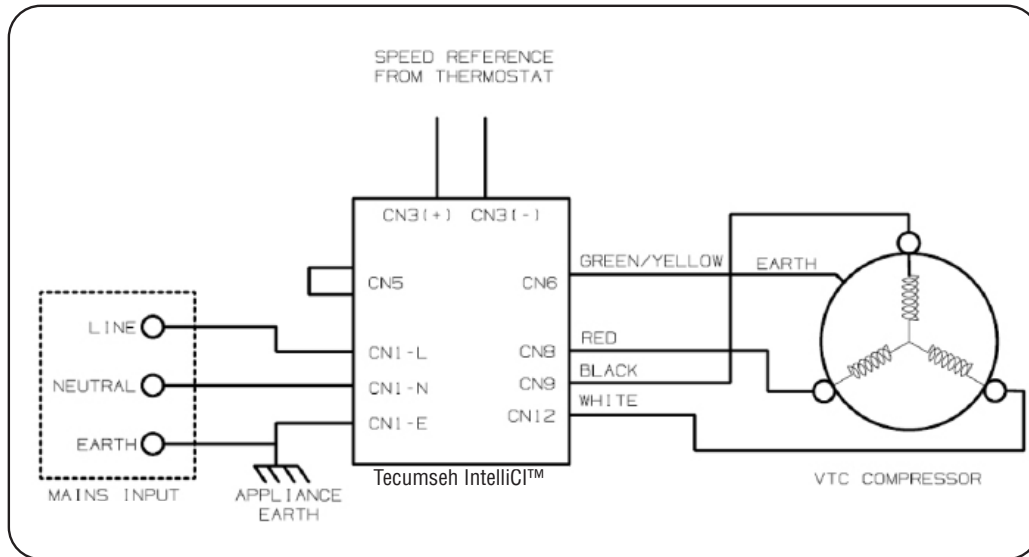 SPEED REFERENCE
FROM THERMOSTAT
CN3(+) CN3(-)
GREEN/YELLOW EARTH
CN5 CN6
LINE
CN1-L CN8 RED
BLACK
NEUTRAL CN1-N CN9
WHITE
CN1-E CN12
EARTH
Tecumseh IntelliCI™
VTC COMPRESSOR
MAINS INPUT
APPLIANCE
EARTH